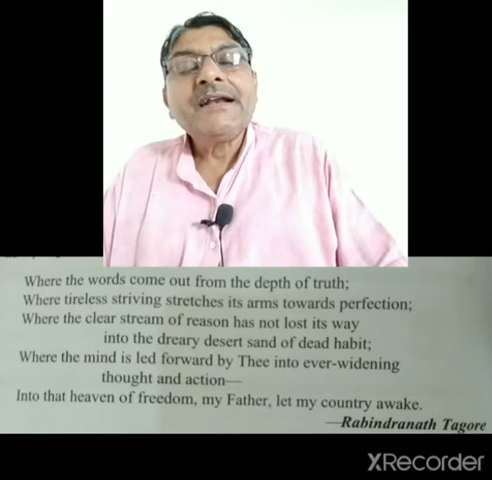 Where the words come out from the depth of truth;
Where tireless striving stretches its arms towards perfection;
Where the clear stream of reason has not lost its way
into the dreary desert sand of dead habit;
Where the mind is led forward by Thee into ever-widening
thought and action—
Into that heaven of freedom, my Father, let my country awake.
—Rabindranath Tagore
XRecorder